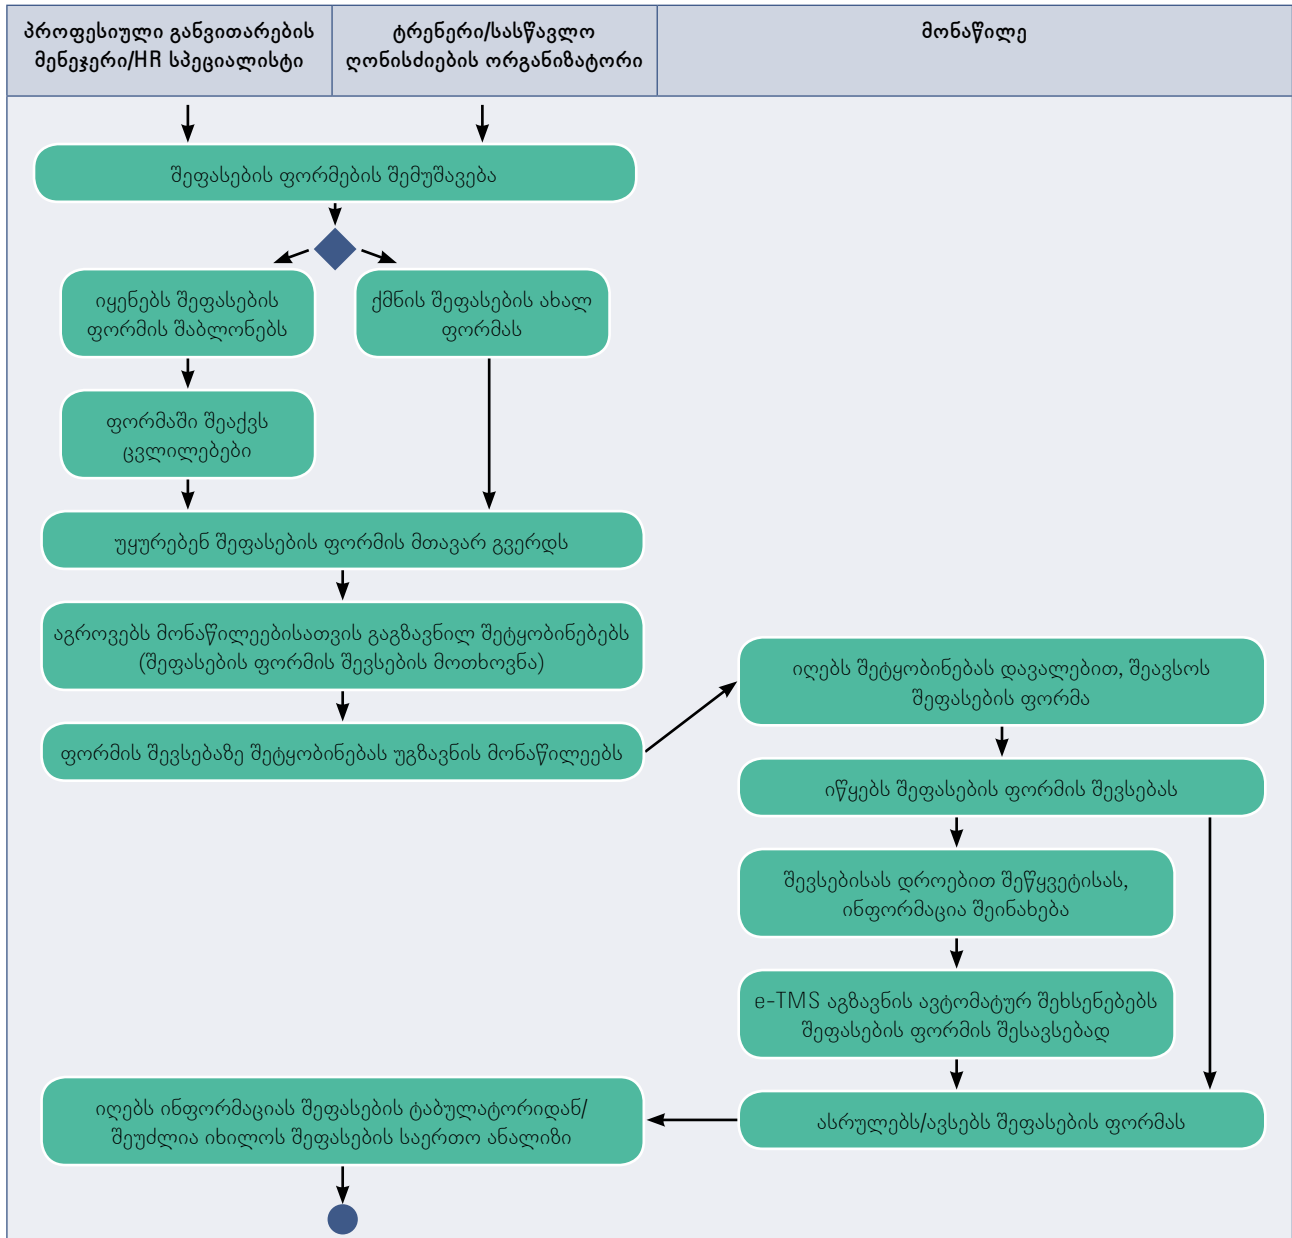 პროფესიული განვითარების
მენეჯერი/HR სპეციალისტი
ტრენერი/სასწავლო
ღონისძიების ორგანიზატორი
მონაწილე
შეფასების ფორმების შემუშავება
იყენებს შეფასების
ფორმის შაბლონებს
ქმნის შეფასების ახალ
ფორმას
ფორმაში შეაქვს
ცვლილებები
უყურებენ შეფასების ფორმის მთავარ გვერდს
აგროვებს მონაწილეებისათვის გაგზავნილ შეტყობინებებს
(შეფასების ფორმის შევსების მოთხოვნა)
ფორმის შევსებაზე შეტყობინებას უგზავნის მონაწილეებს
იღებს შეტყობინებას დავალებით, შეავსოს
შეფასების ფორმა
იწყებს შეფასების ფორმის შევსებას
შევსებისას დროებით შეწყვეტისას,
ინფორმაცია შეინახება
e-TMS აგზავნის ავტომატურ შეხსენებებს
შეფასების ფორმის შესავსებად
ასრულებს/ავსებს შეფასების ფორმას
იღებს ინფორმაციას შეფასების ტაბულატორიდან/
შეუძლია იხილოს შეფასების საერთო ანალიზი